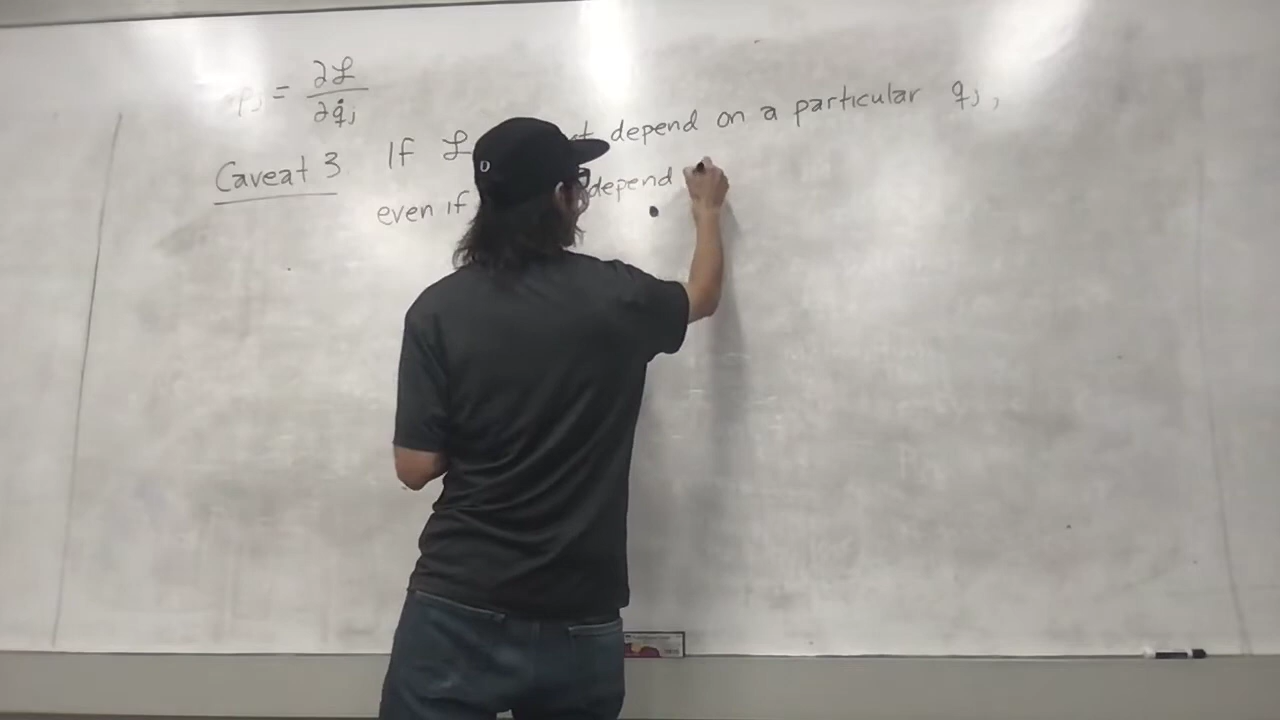 pj = ∂ℒ/∂q̇j
Caveat 3 If ℒ depend on a particular qj,
even if depend